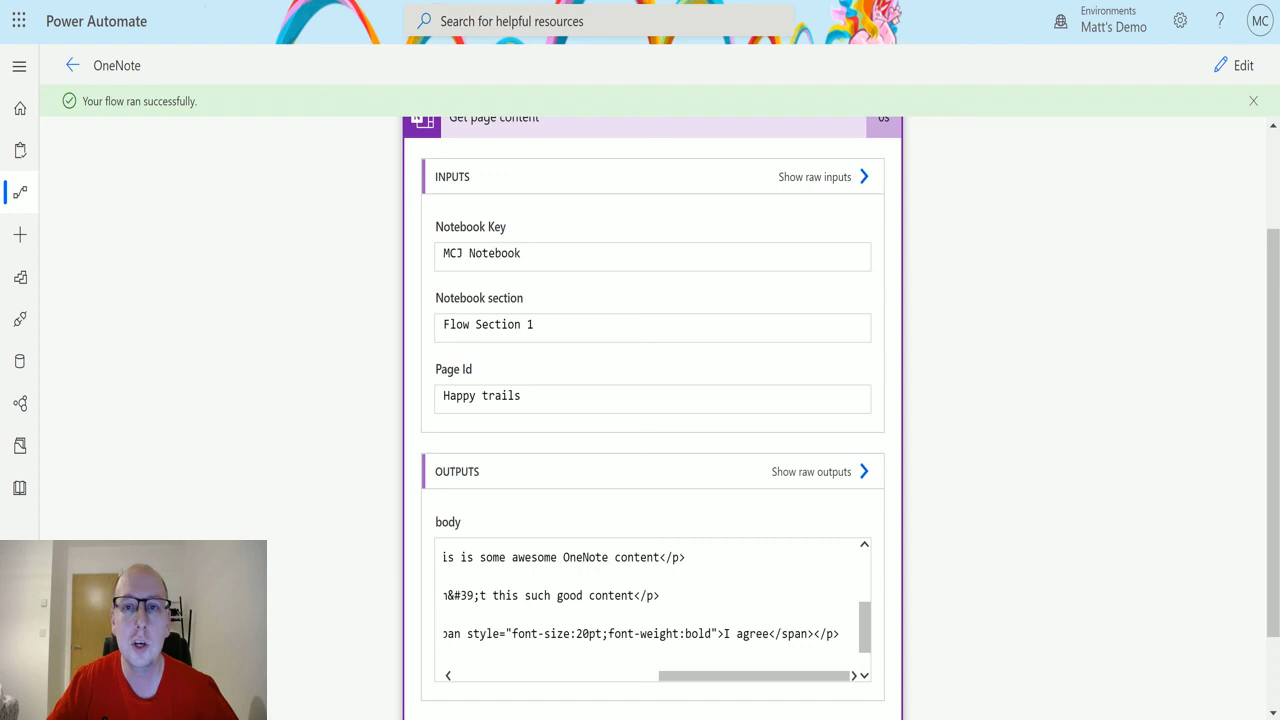 Power Automate
Search for helpful resources
Environments
Matt's Demo
MC
OneNote
Edit
Your flow ran successfully.
Get page content
0s
INPUTS
Show raw inputs
Notebook Key
MCJ Notebook
Notebook section
Flow Section 1
Page Id
Happy trails
OUTPUTS
Show raw outputs
body
is is some awesome OneNote content</p>
n&#39;t this such good content</p>
pan style="font-size:20pt;font-weight:bold">I agree</span></p>